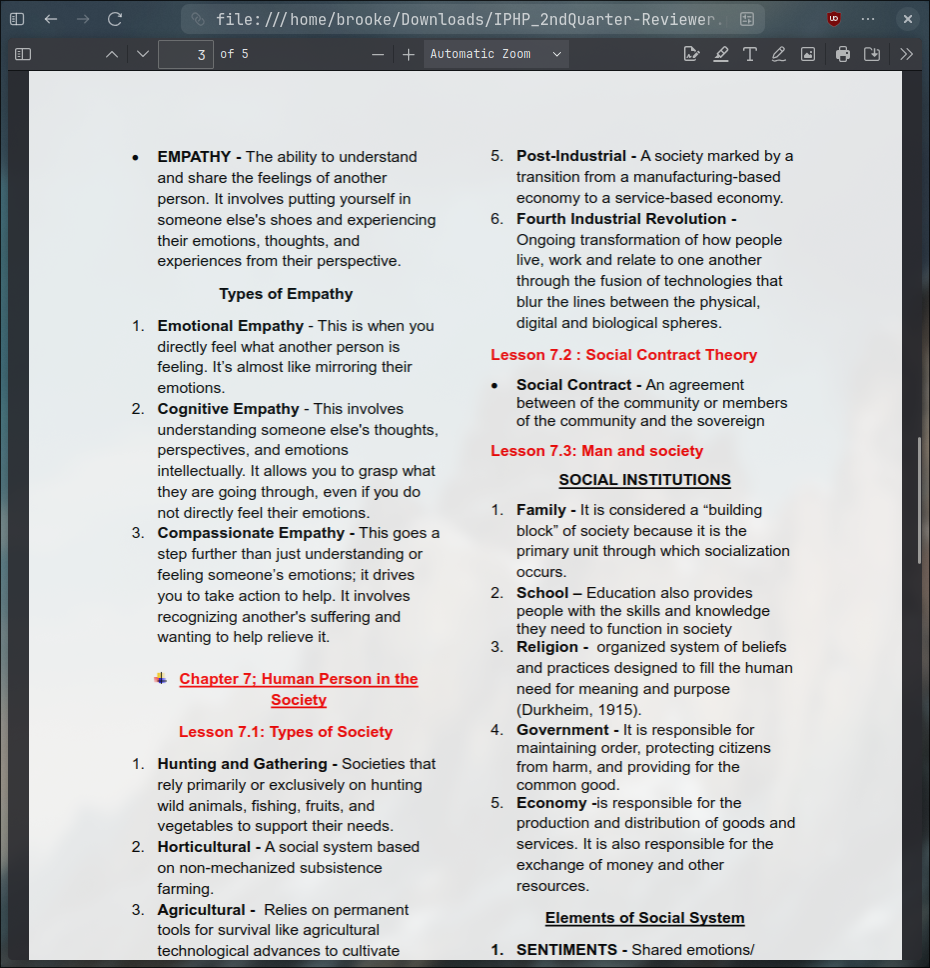 file:///home/brooke/Downloads/IPHP_2ndQuarter-Reviewer.
3 of 5
Automatic Zoom
• EMPATHY - The ability to understand
and share the feelings of another
person. It involves putting yourself in
someone else's shoes and experiencing
their emotions, thoughts, and
experiences from their perspective.
Types of Empathy
1. Emotional Empathy - This is when you
directly feel what another person is
feeling. It’s almost like mirroring their
emotions.
2. Cognitive Empathy - This involves
understanding someone else's thoughts,
perspectives, and emotions
intellectually. It allows you to grasp what
they are going through, even if you do
not directly feel their emotions.
3. Compassionate Empathy - This goes a
step further than just understanding or
feeling someone’s emotions; it drives
you to take action to help. It involves
recognizing another's suffering and
wanting to help relieve it.
Chapter 7; Human Person in the
Society
Lesson 7.1: Types of Society
1. Hunting and Gathering - Societies that
rely primarily or exclusively on hunting
wild animals, fishing, fruits, and
vegetables to support their needs.
2. Horticultural - A social system based
on non-mechanized subsistence
farming.
3. Agricultural - Relies on permanent
tools for survival like agricultural
technological advances to cultivate
5. Post-Industrial - A society marked by a
transition from a manufacturing-based
economy to a service-based economy.
6. Fourth Industrial Revolution -
Ongoing transformation of how people
live, work and relate to one another
through the fusion of technologies that
blur the lines between the physical,
digital and biological spheres.
Lesson 7.2 : Social Contract Theory
• Social Contract - An agreement
between of the community or members
of the community and the sovereign
Lesson 7.3: Man and society
SOCIAL INSTITUTIONS
1. Family - It is considered a “building
block” of society because it is the
primary unit through which socialization
occurs.
2. School – Education also provides
people with the skills and knowledge
they need to function in society
3. Religion - organized system of beliefs
and practices designed to fill the human
need for meaning and purpose
(Durkheim, 1915).
4. Government - It is responsible for
maintaining order, protecting citizens
from harm, and providing for the
common good.
5. Economy -is responsible for the
production and distribution of goods and
services. It is also responsible for the
exchange of money and other
resources.
Elements of Social System
1. SENTIMENTS - Shared emotions/